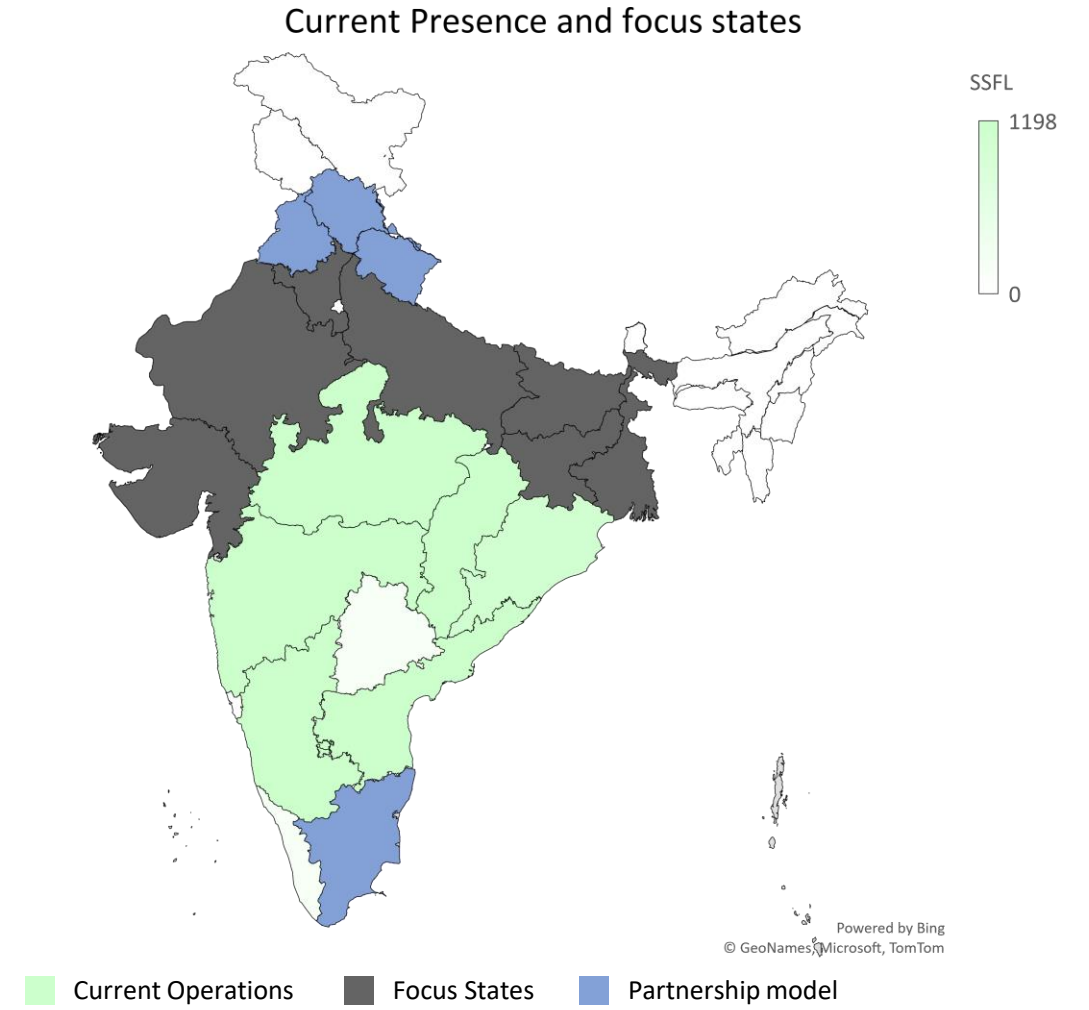 Current Presence and focus states
SSFL
1198
0
Powered by Bing
© GeoNames, Microsoft, TomTom
Current Operations
Focus States
Partnership model